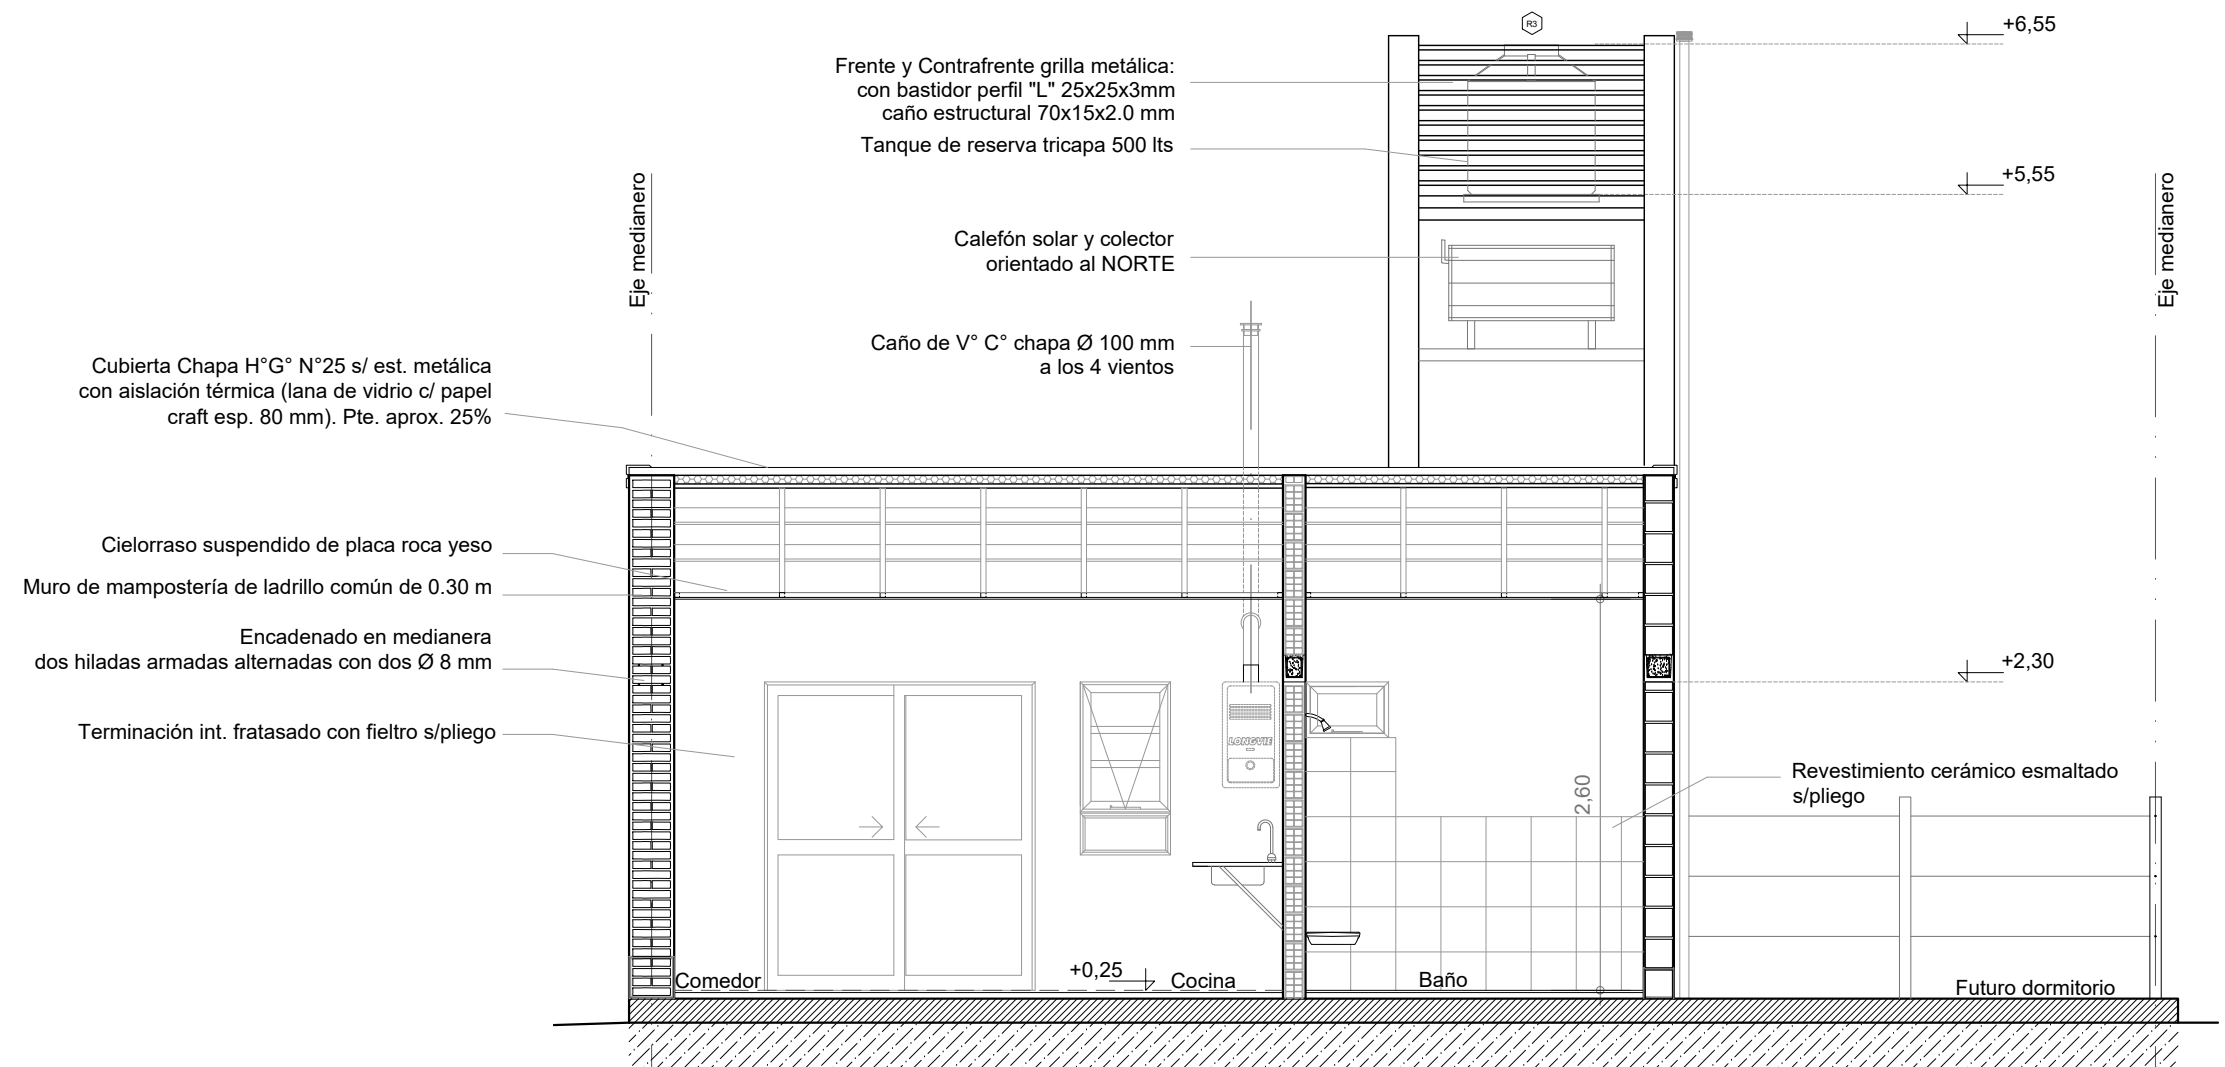 R3
+6,55
Frente y Contrafrente grilla metálica:
con bastidor perfil "L" 25x25x3mm
caño estructural 70x15x2.0 mm
Tanque de reserva tricapa 500 lts
+5,55
Eje medianero
Eje medianero
Calefón solar y colector
orientado al NORTE
Caño de V° C° chapa Ø 100 mm
a los 4 vientos
Cubierta Chapa H°G° N°25 s/ est. metálica
con aislación térmica (lana de vidrio c/ papel
craft esp. 80 mm). Pte. aprox. 25%
Cielorraso suspendido de placa roca yeso
Muro de mampostería de ladrillo común de 0.30 m
Encadenado en medianera
dos hiladas armadas alternadas con dos Ø 8 mm
+2,30
Terminación int. fratasado con fieltro s/pliego
LONGVIE
Revestimiento cerámico esmaltado
s/pliego
2,60
Comedor
+0,25
Cocina
Baño
Futuro dormitorio